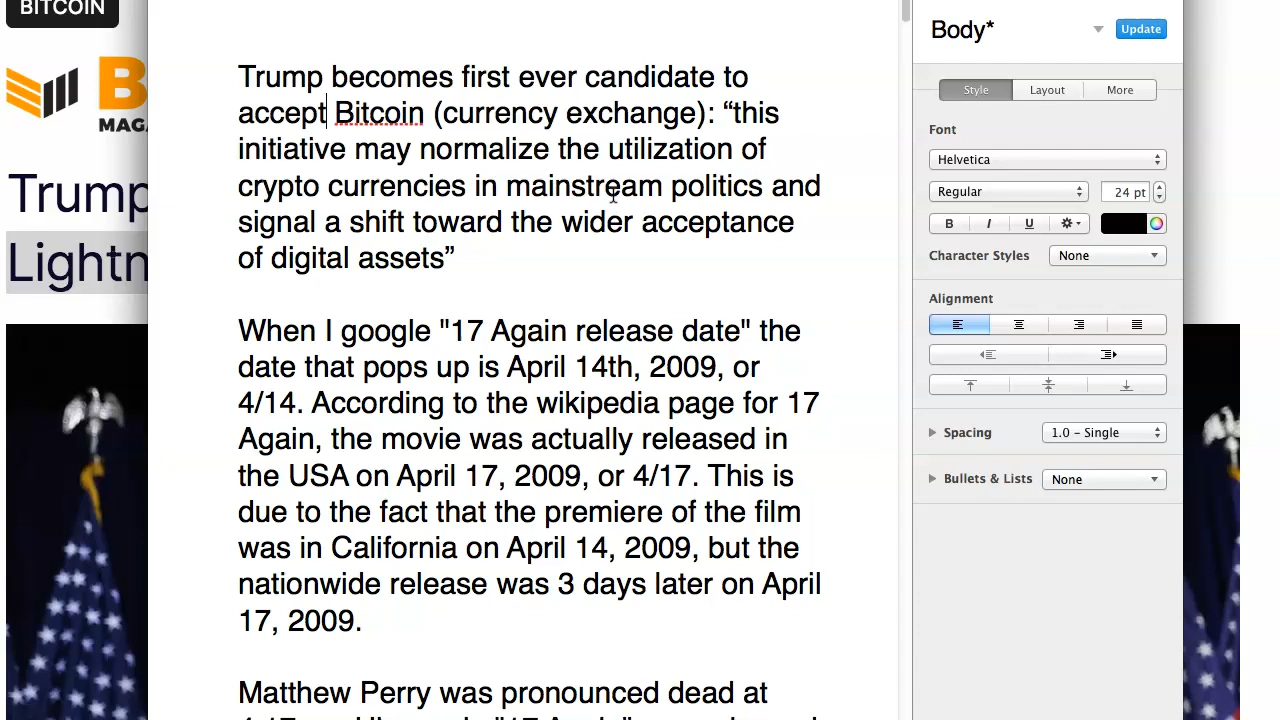 BITCOIN
B
MAGA
Trump
Lightn
Trump becomes first ever candidate to
accept Bitcoin (currency exchange): “this
initiative may normalize the utilization of
crypto currencies in mainstream politics and
signal a shift toward the wider acceptance
of digital assets”
When I google "17 Again release date" the
date that pops up is April 14th, 2009, or
4/14. According to the wikipedia page for 17
Again, the movie was actually released in
the USA on April 17, 2009, or 4/17. This is
due to the fact that the premiere of the film
was in California on April 14, 2009, but the
nationwide release was 3 days later on April
17, 2009.
Matthew Perry was pronounced dead at
Body*
Update
Style Layout More
Font
Helvetica
Regular 24 pt
B I U
Character Styles None
Alignment
Spacing 1.0 - Single
Bullets & Lists None